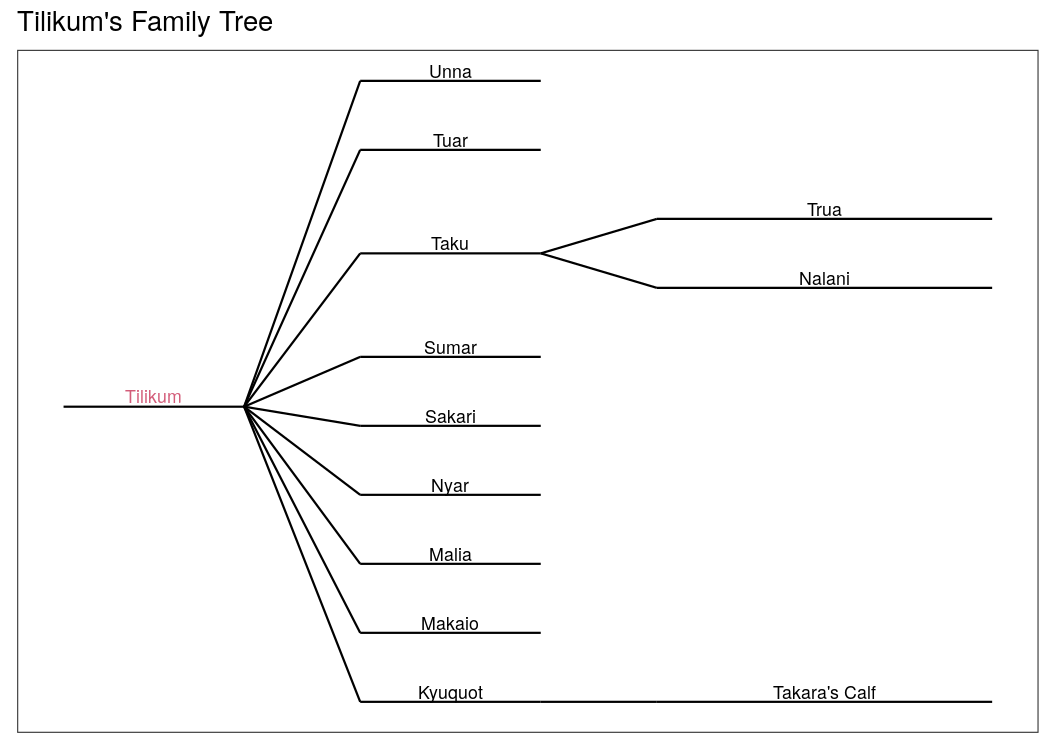 Tilikum's Family Tree
Unna
Tuar
Trua
Taku
Nalani
Sumar
Tilikum
Sakari
Nyar
Malia
Makaio
Kyuquot
Takara's Calf